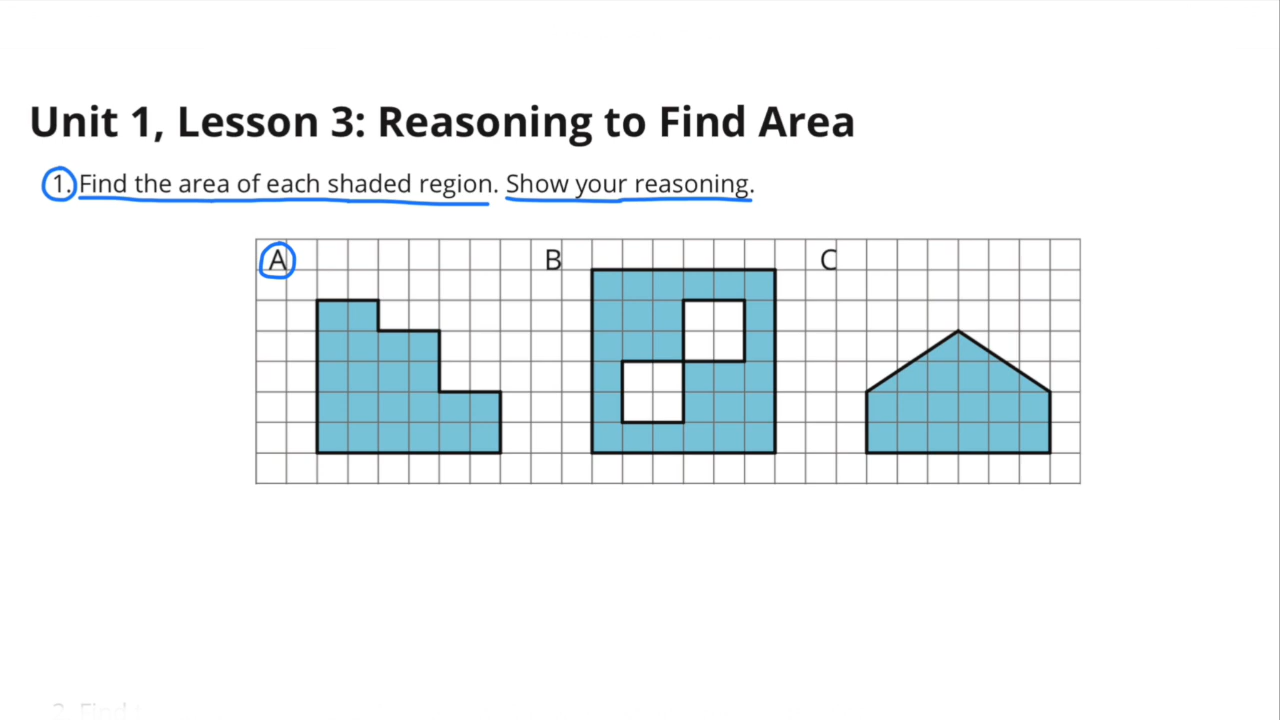 Unit 1, Lesson 3: Reasoning to Find Area
1. Find the area of each shaded region. Show your reasoning.
A B C